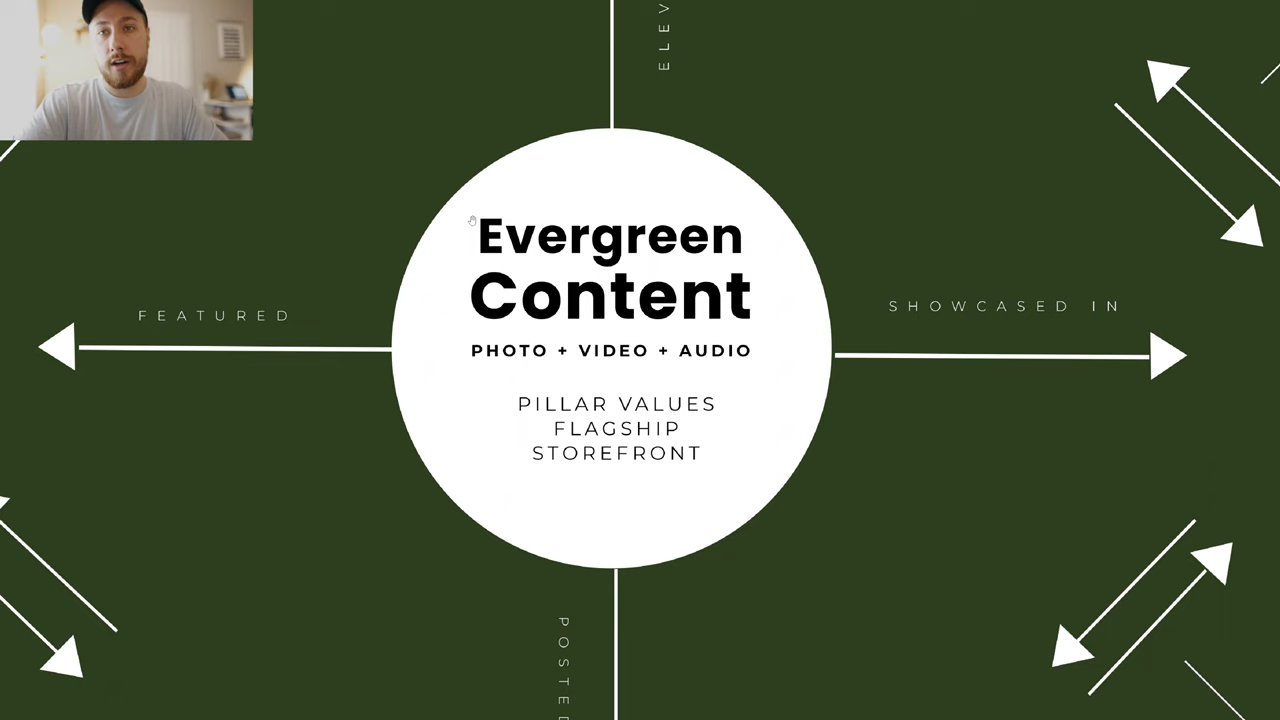 Evergreen
Content
PHOTO + VIDEO + AUDIO
PILLAR VALUES
FLAGSHIP
STOREFRONT
FEATURED
SHOWCASED IN